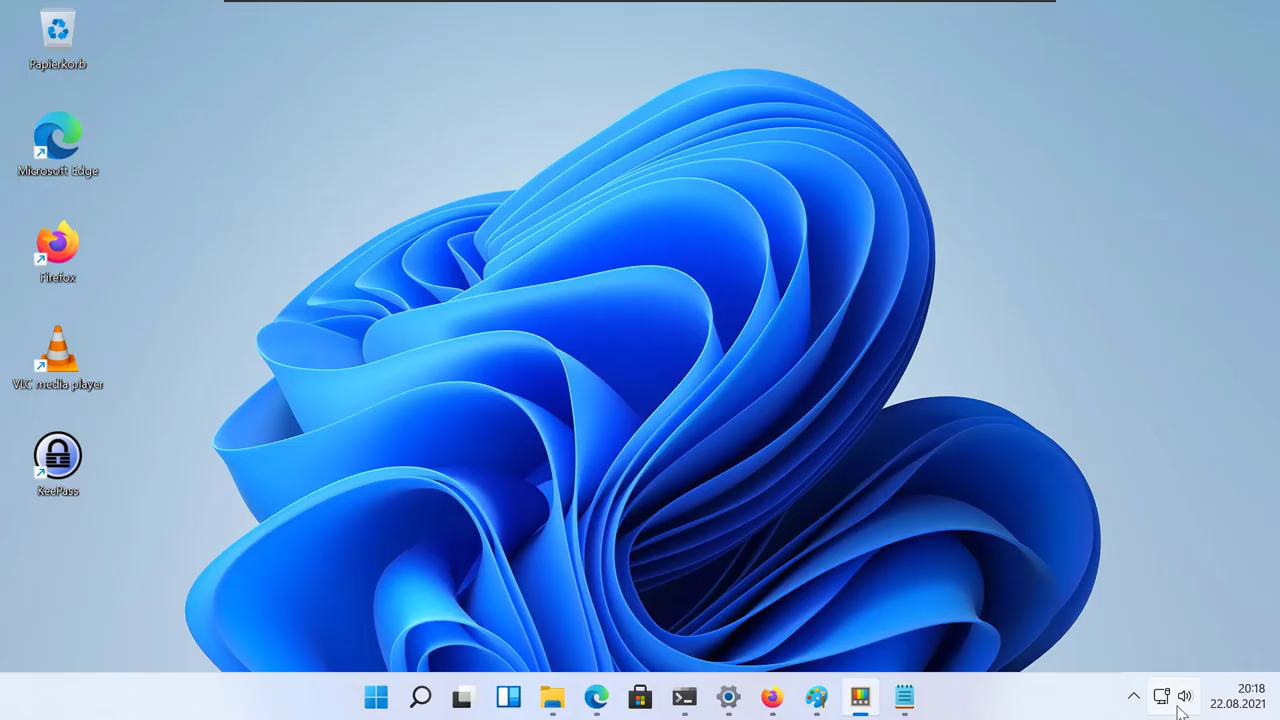 Papierkorb
Microsoft Edge
Firefox
VLC media player
KeePass
20:18
22.08.2021